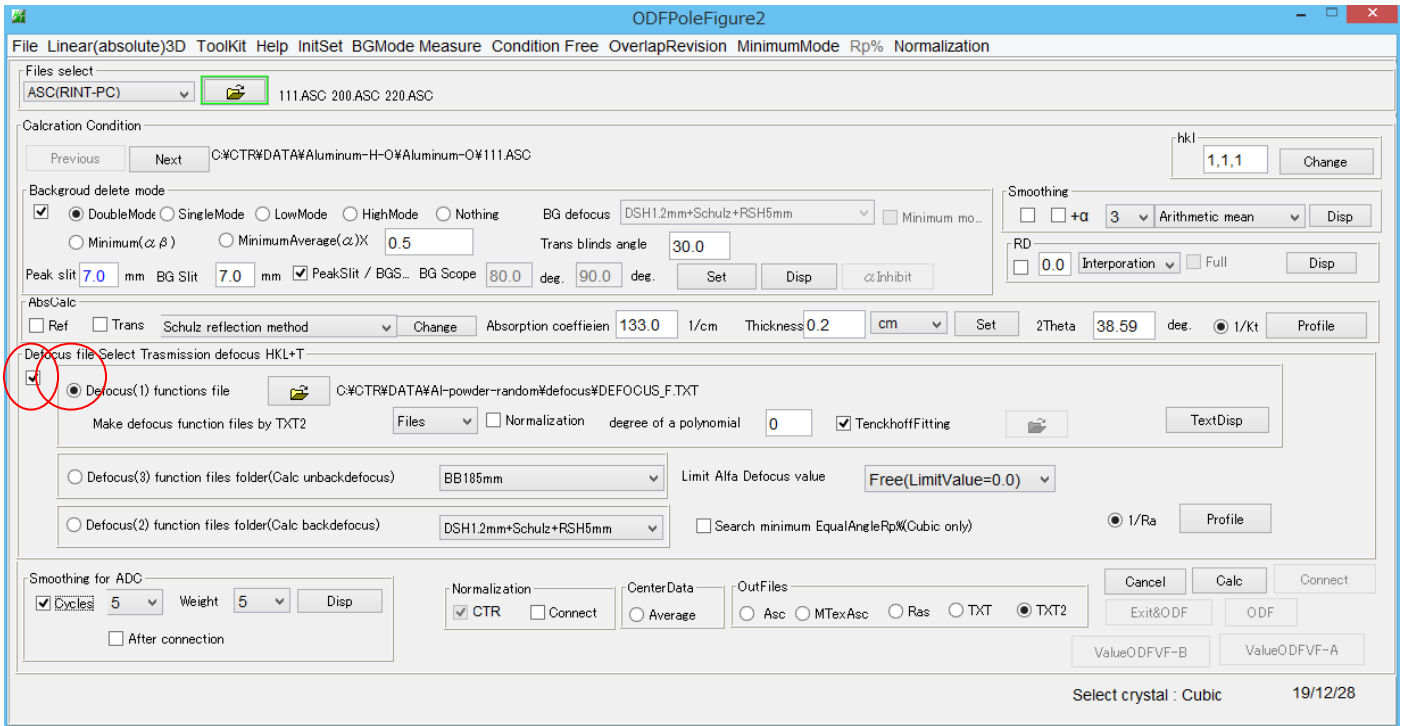 ODFPoleFigure2
File Linear(absolute)3D ToolKit Help InitSet BGMode Measure Condition Free OverlapRevision MinimumMode Rp% Normalization
Files select
ASC(RINT-PC) 111.ASC 200.ASC 220.ASC
Calcration Condition
hkl
Previous Next C:¥CTR¥DATA¥Aluminum-H-O¥Aluminum-O¥111.ASC 1,1,1 Change
Backgroud delete mode
Smoothing
DoubleMode SingleMode LowMode HighMode Nothing BG defocus DSH1.2mm+Schulz+RSH5mm Minimum mo...
+α 3 Arithmetic mean Disp
Minimum(αβ) MinimumAverage(α)X 0.5 Trans blinds angle 30.0
RD
0.0 Interporation Full Disp
Peak slit 7.0 mm BG Slit 7.0 mm PeakSlit / BGS... BG Scope 80.0 deg. 90.0 deg. Set Disp αInhibit
AbsCalc
Ref Trans Schulz reflection method Change Absorption coeffieien 133.0 1/cm Thickness 0.2 cm Set 2Theta 38.59 deg. 1/Kt Profile
Defocus file Select Trasmission defocus HKL+T
Defocus(1) functions file C:¥CTR¥DATA¥Al-powder-random¥defocus¥DEFOCUS_F.TXT
Make defocus function files by TXT2 Files Normalization degree of a polynomial 0 TenckhoffFitting TextDisp
Defocus(3) function files folder(Calc unbackdefocus) BB185mm Limit Alfa Defocus value Free(LimitValue=0.0)
Defocus(2) function files folder(Calc backdefocus) DSH1.2mm+Schulz+RSH5mm Search minimum EqualAngleRp%(Cubic only) 1/Ra Profile
Smoothing for ADC
Cycles 5 Weight 5 Disp
After connection
Normalization
CTR Connect
CenterData
Average
OutFiles
Asc MTexAsc Ras TXT TXT2
Cancel Calc Connect
Exit&ODF ODF
ValueODFVF-B ValueODFVF-A
Select crystal : Cubic 19/12/28